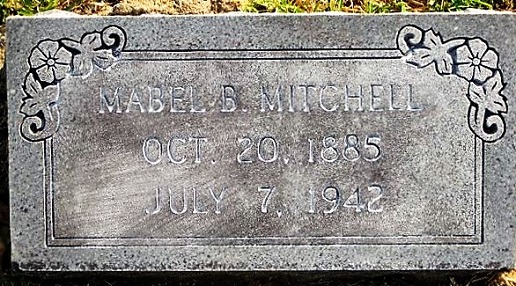 MABEL B. MITCHELL
OCT. 20, 1885
JULY 7, 1942